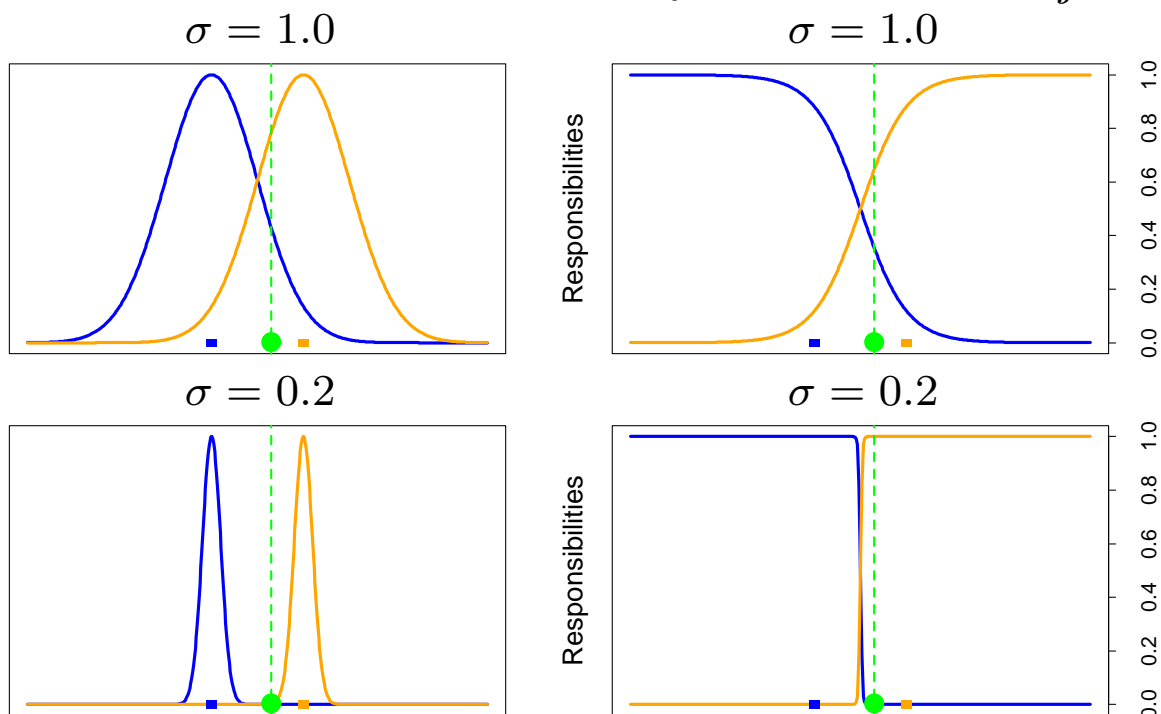 σ = 1.0
σ = 1.0
Responsibilities
0.0 0.2 0.4 0.6 0.8 1.0
σ = 0.2
σ = 0.2
Responsibilities
0.0 0.2 0.4 0.6 0.8 1.0